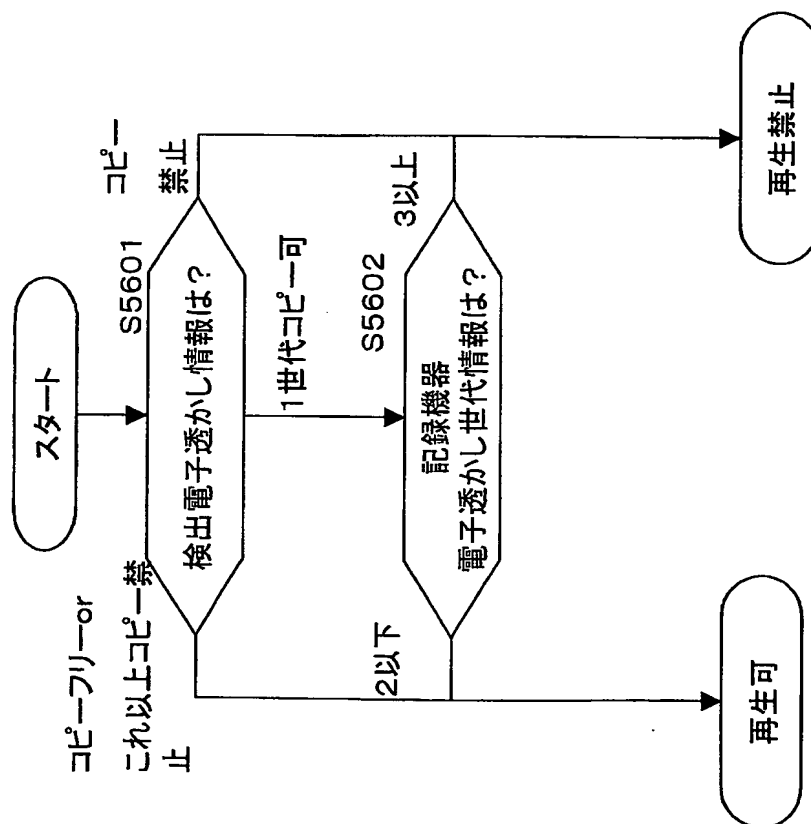 スタート
S5601
検出電子透かし情報は？
コピーフリーor
これ以上コピー禁
止
コピー
禁止
1世代コピー可
S5602
記録機器
電子透かし世代情報は？
2以下
3以上
再生可
再生禁止